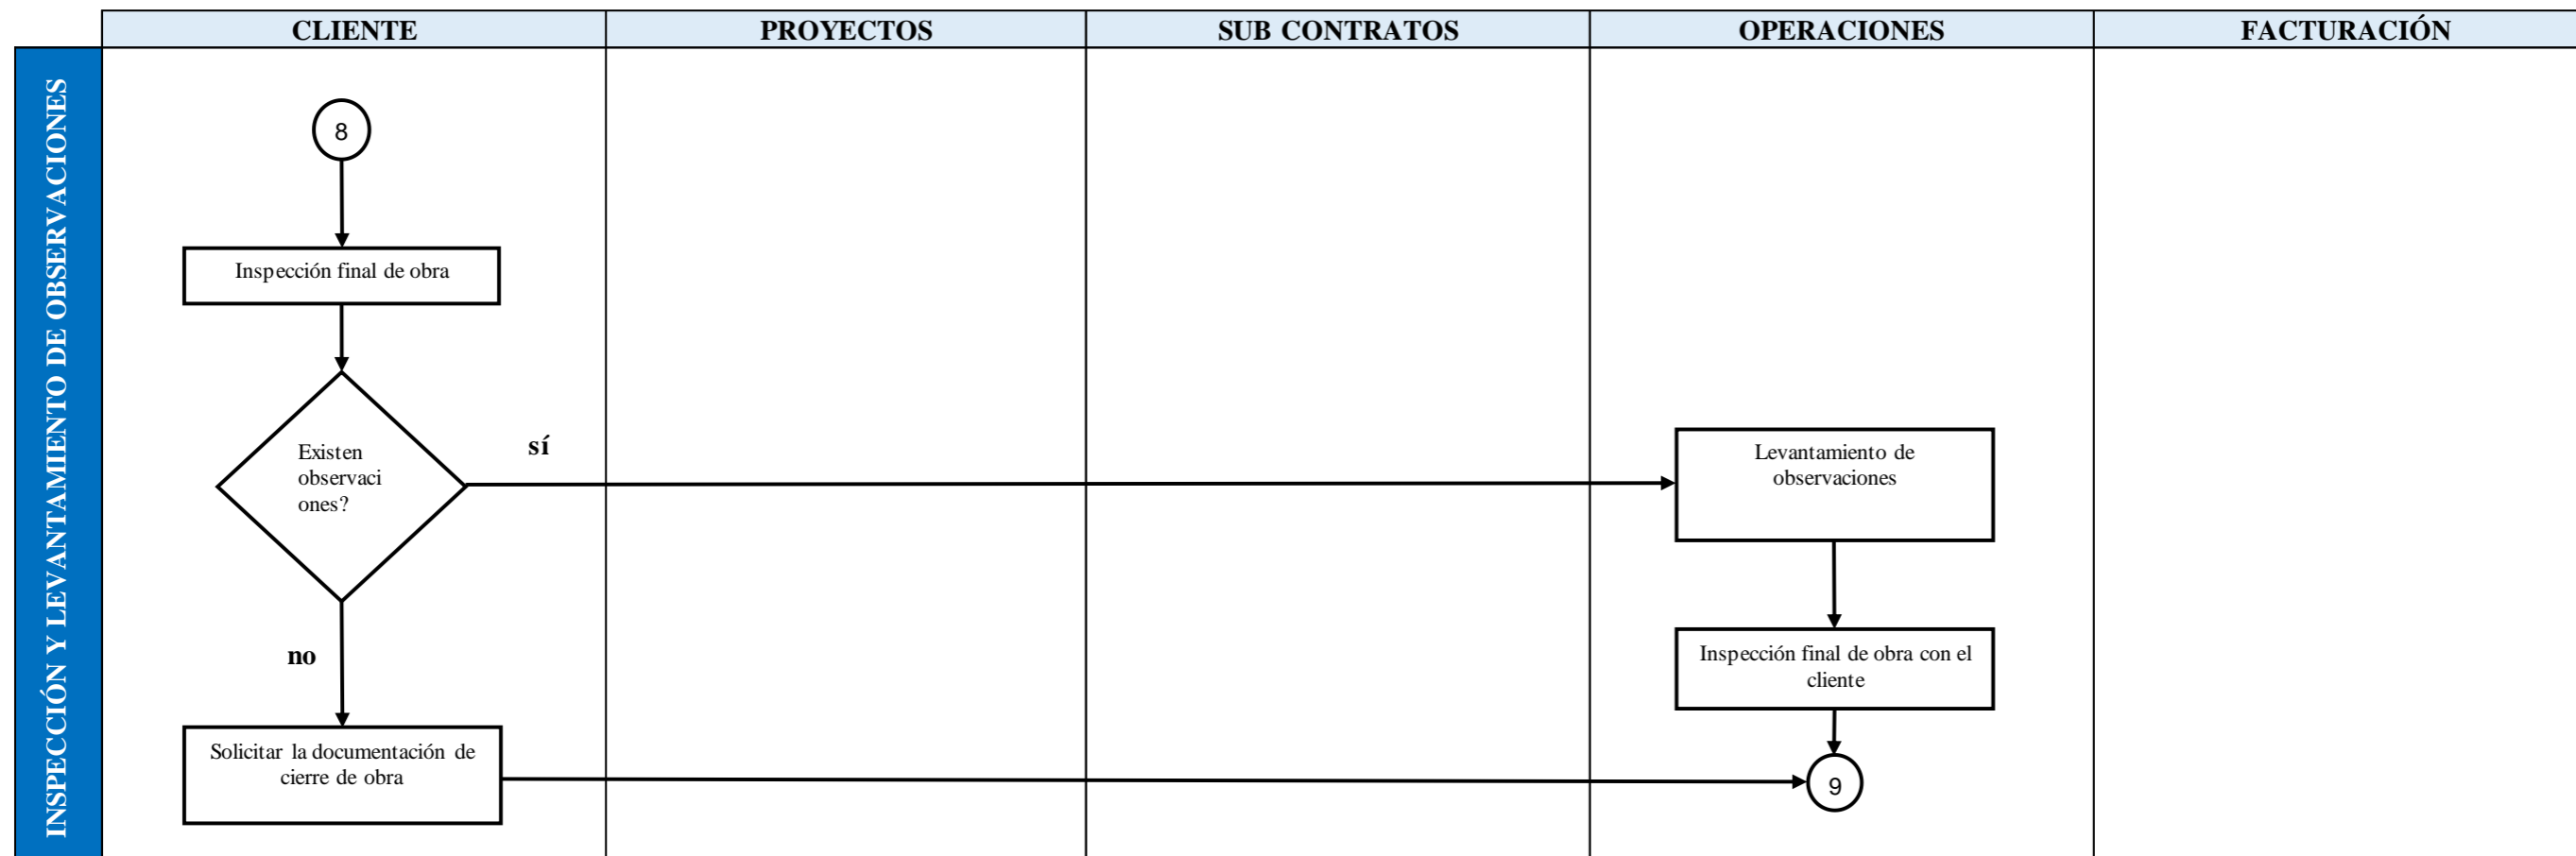 CLIENTE
PROYECTOS
SUB CONTRATOS
OPERACIONES
FACTURACIÓN
INSPECCIÓN Y LEVANTAMIENTO DE OBSERVACIONES
8
Inspección final de obra
Existen
observaci
ones?
sí
Levantamiento de
observaciones
no
Inspección final de obra con el
cliente
Solicitar la documentación de
cierre de obra
9